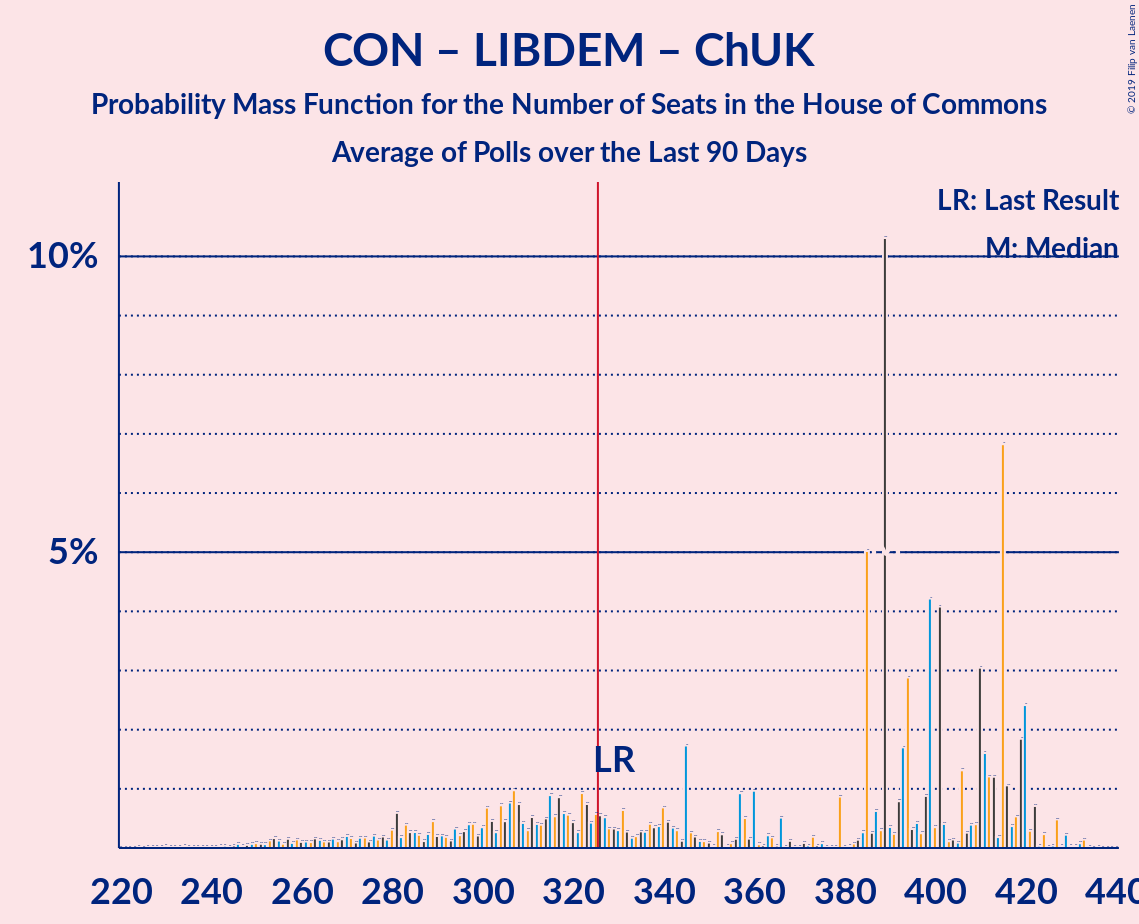 CON – LIBDEM – ChUK
Probability Mass Function for the Number of Seats in the House of Commons
Average of Polls over the Last 90 Days
© 2019 Filip van Laenen
LR: Last Result
M: Median
10%
5%
LR
220 240 260 280 300 320 340 360 380 400 420 440